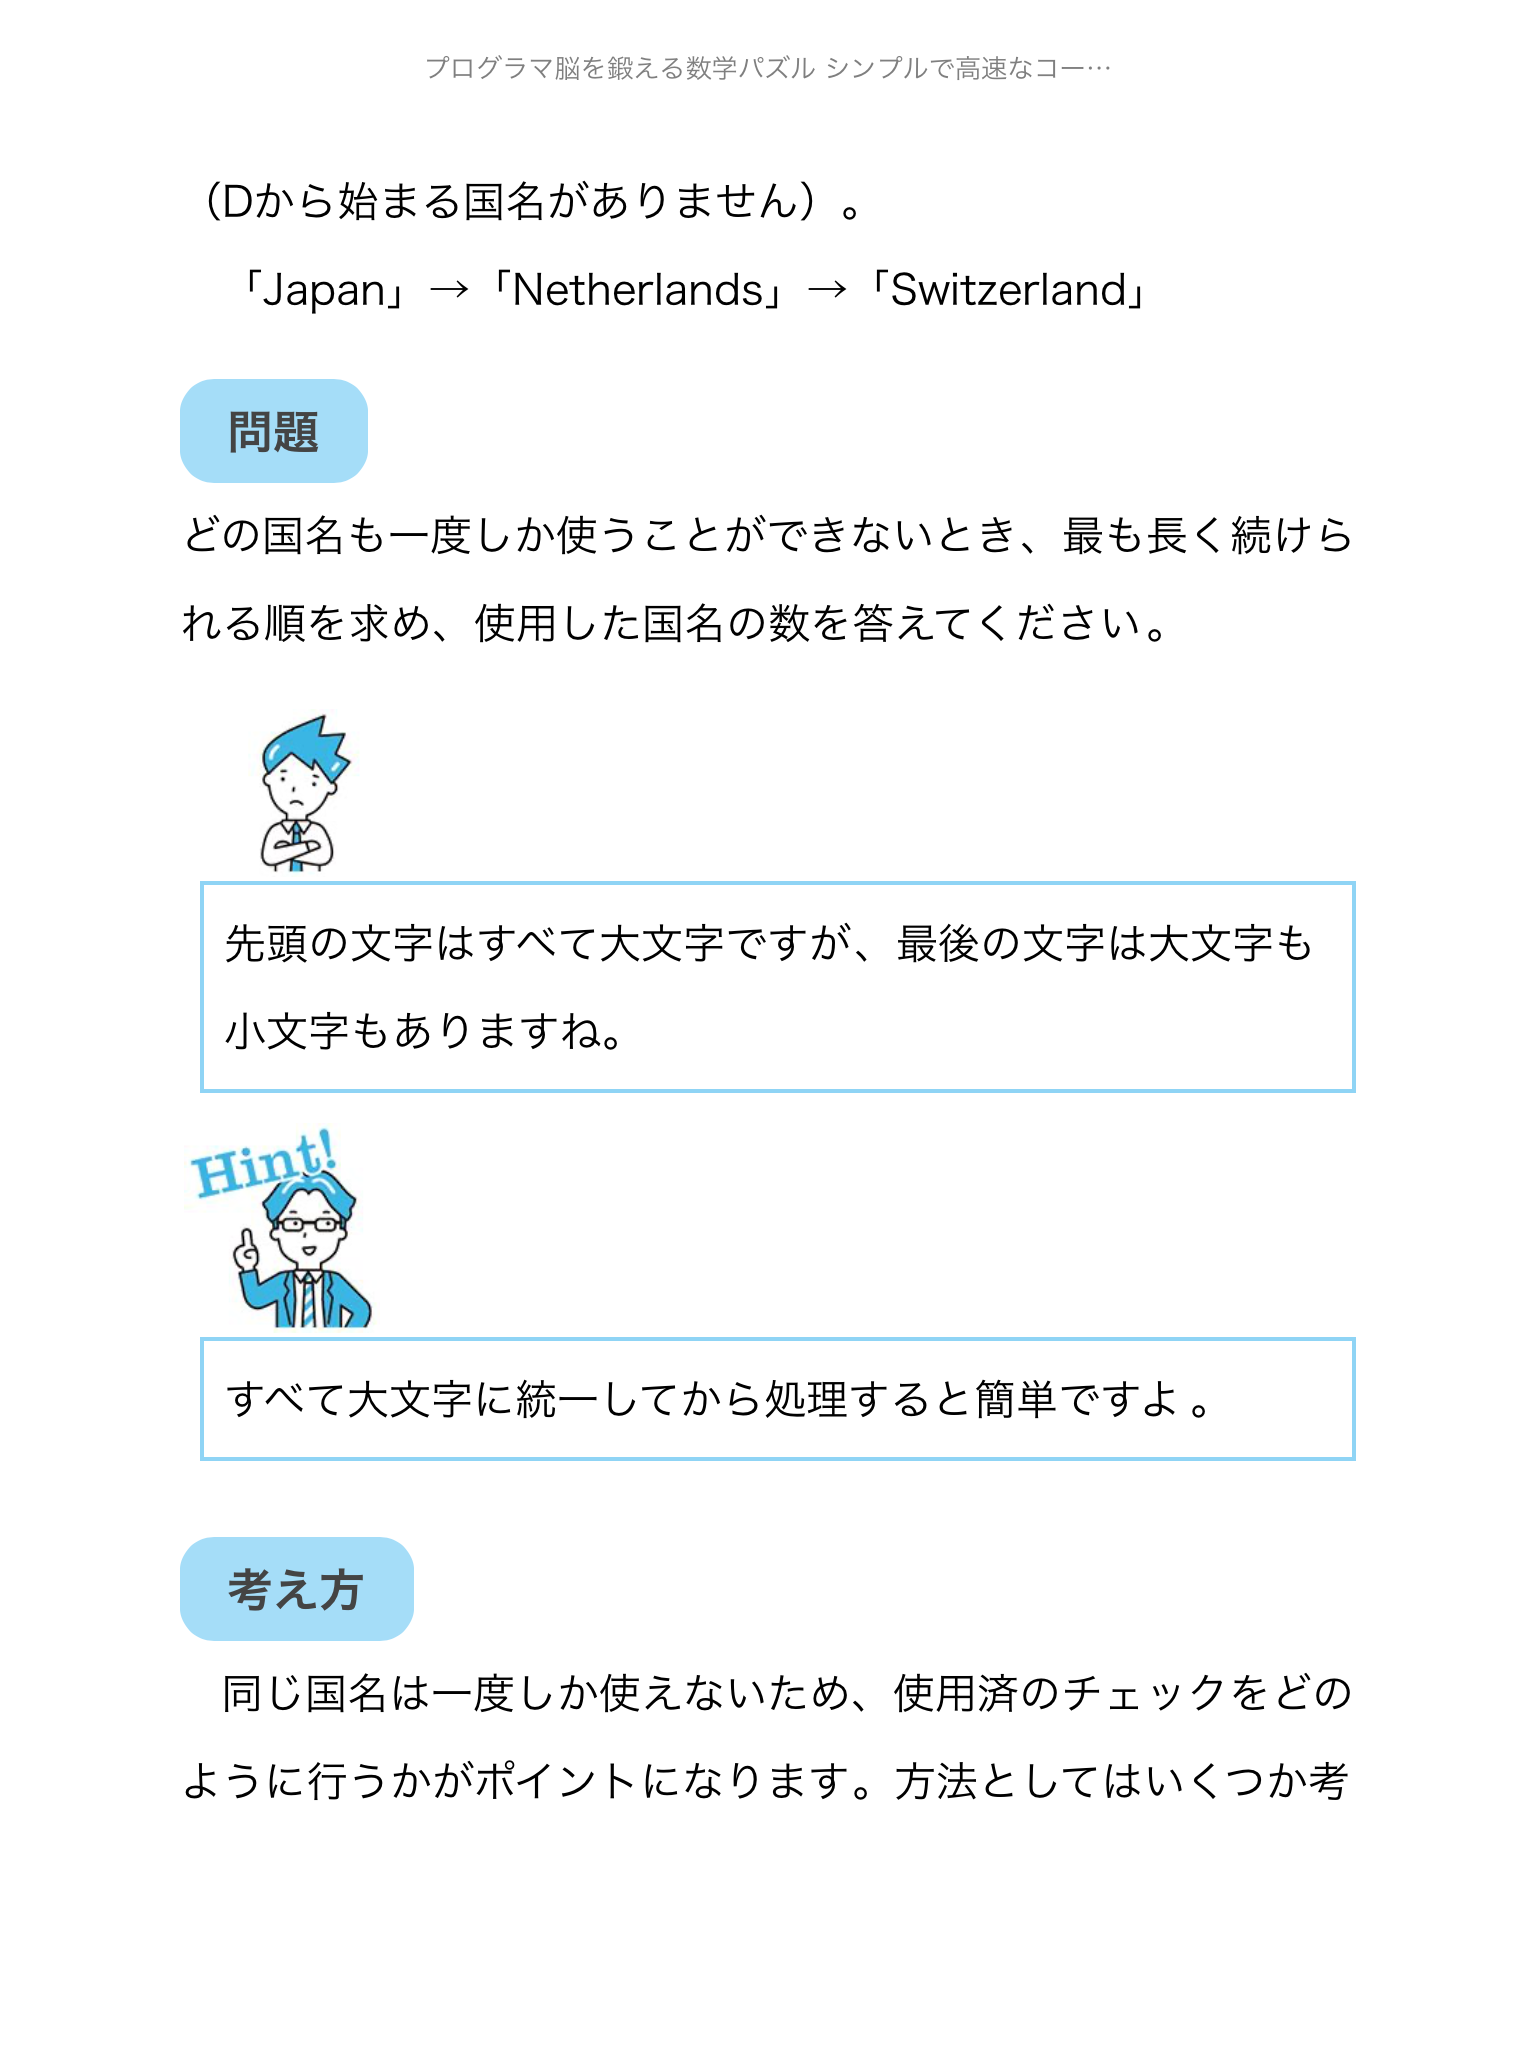 プログラマ脳を鍛える数学パズル シンプルで高速なコー…
（Dから始まる国名がありません）。
「Japan」→「Netherlands」→「Switzerland」
問題
どの国名も一度しか使うことができないとき、最も長く続けら
れる順を求め、使用した国名の数を答えてください。
先頭の文字はすべて大文字ですが、最後の文字は大文字も
小文字もありますね。
Hint!
すべて大文字に統一してから処理すると簡単ですよ 。
考え方
同じ国名は一度しか使えないため、使用済のチェックをどの
ように行うかがポイントになります。方法としてはいくつか考